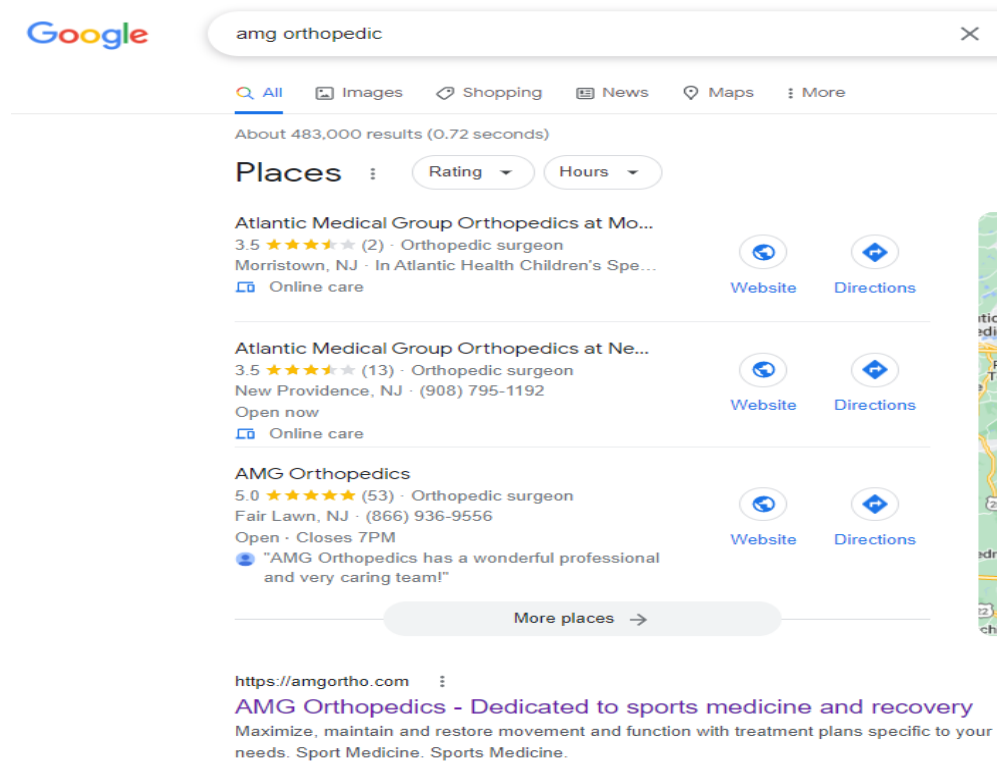 Google
amg orthopedic
All Images Shopping News Maps More
About 483,000 results (0.72 seconds)
Places Rating Hours
Atlantic Medical Group Orthopedics at Mo...
3.5 (2) · Orthopedic surgeon
Morristown, NJ · In Atlantic Health Children's Spe...
Online care
Website Directions
Atlantic Medical Group Orthopedics at Ne...
3.5 (13) · Orthopedic surgeon
New Providence, NJ · (908) 795-1192
Open now
Online care
Website Directions
AMG Orthopedics
5.0 (53) · Orthopedic surgeon
Fair Lawn, NJ · (866) 936-9556
Open · Closes 7PM
"AMG Orthopedics has a wonderful professional
and very caring team!"
Website Directions
More places
https://amgortho.com
AMG Orthopedics - Dedicated to sports medicine and recovery
Maximize, maintain and restore movement and function with treatment plans specific to your
needs. Sport Medicine. Sports Medicine.